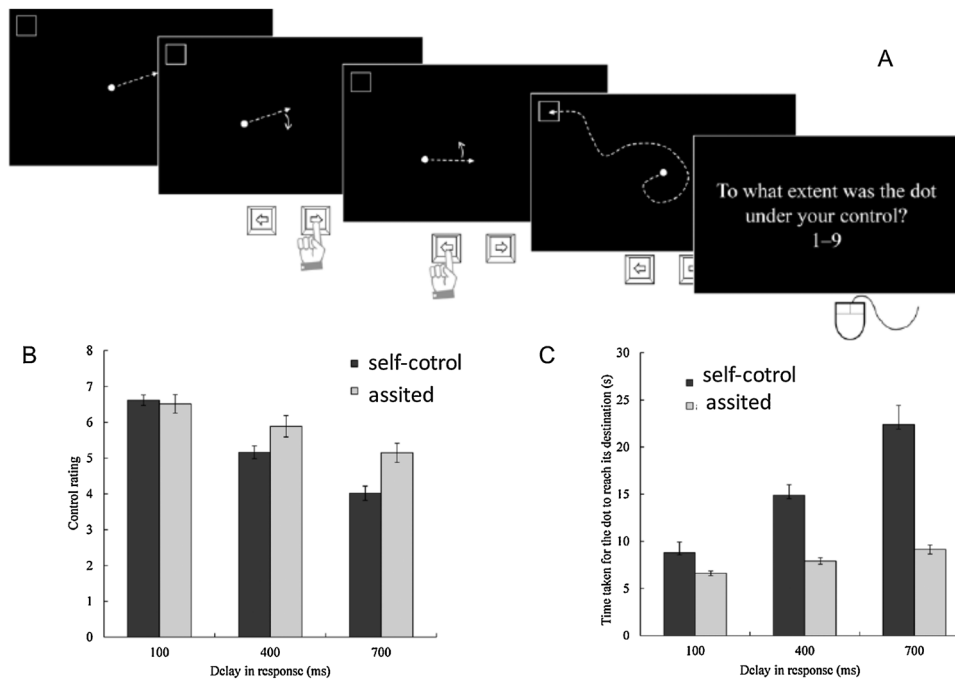 A
To what extent was the dot
under your control?
1–9
B
8
7
6
5
4
3
2
1
0
Control rating
self-cotrol
assited
100
400
700
Delay in response (ms)
C
30
25
20
15
10
5
0
Time taken for the dot to reach its destination (s)
self-cotrol
assited
100
400
700
Delay in response (ms)